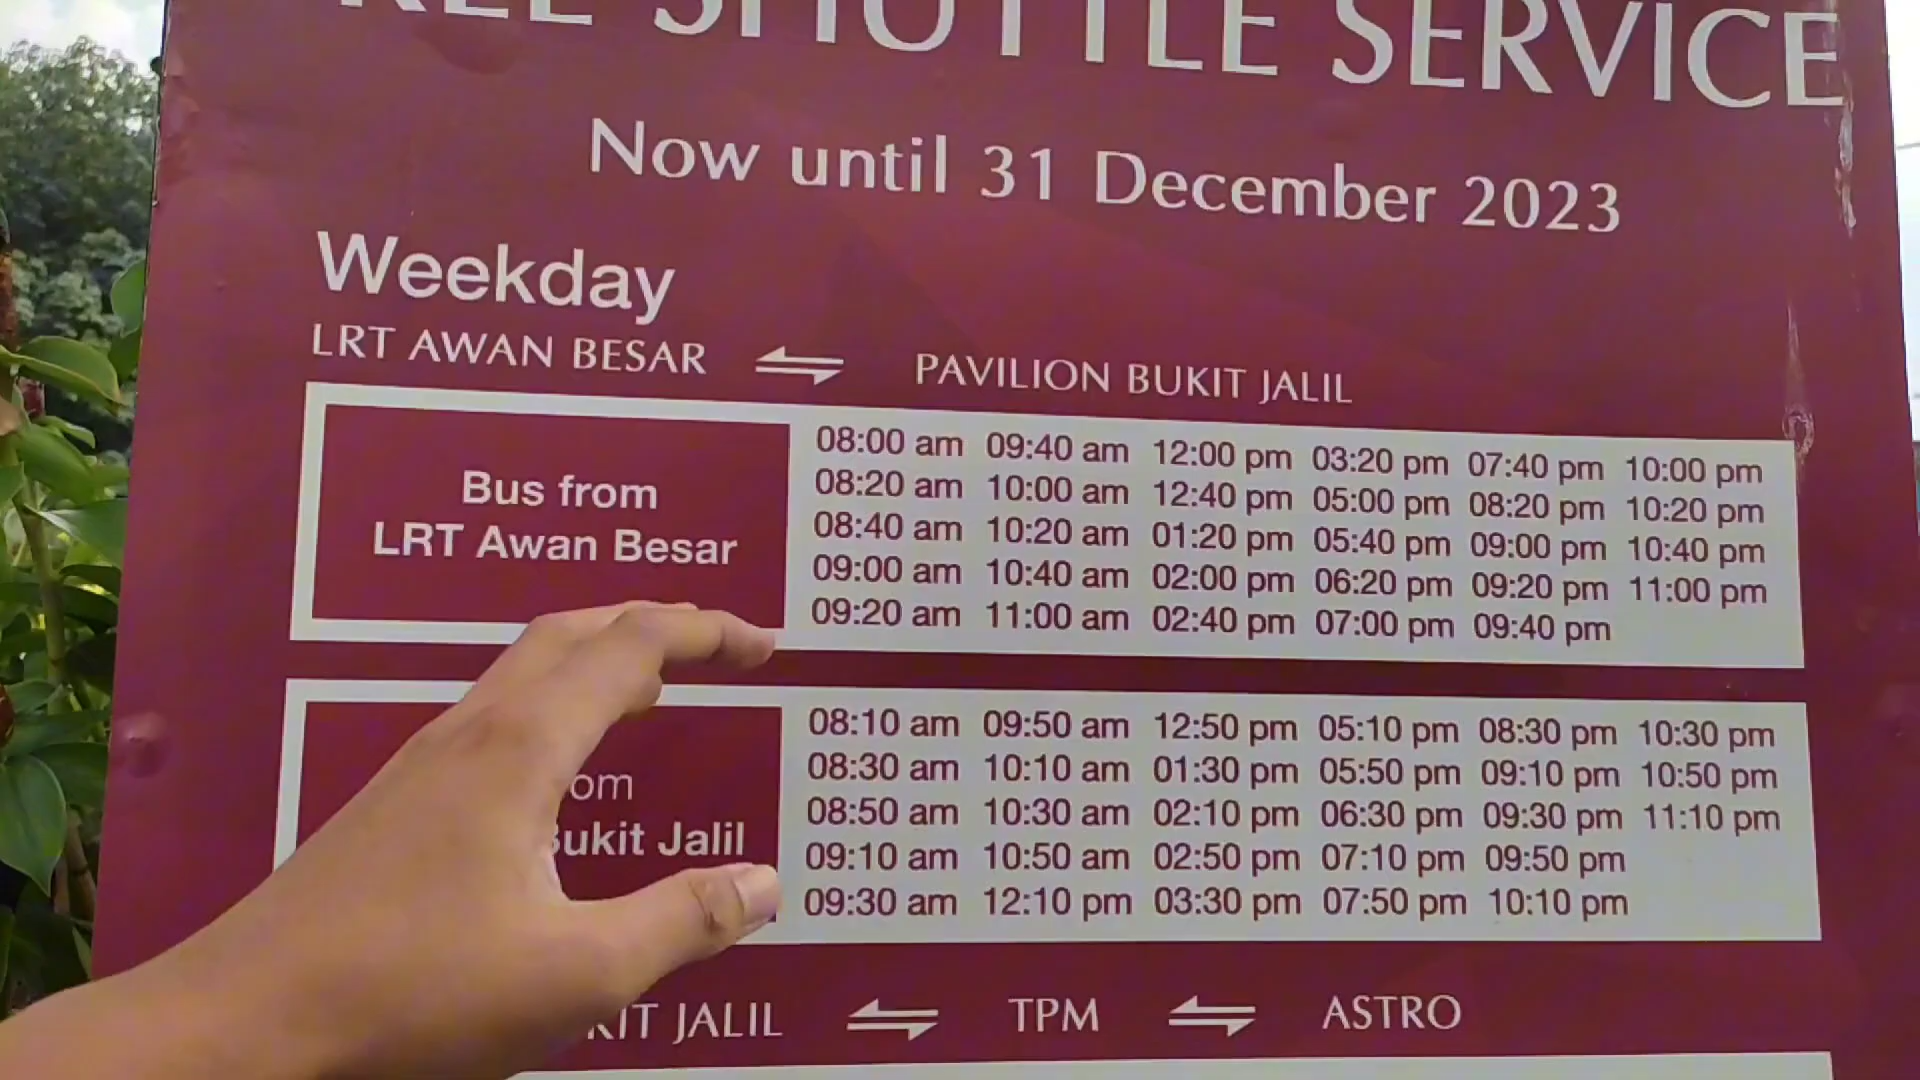 SHUTTLE SERVICE
Now until 31 December 2023
Weekday
LRT AWAN BESAR ⇌ PAVILION BUKIT JALIL
Bus from
LRT Awan Besar
08:00 am 09:40 am 12:00 pm 03:20 pm 07:40 pm 10:00 pm
08:20 am 10:00 am 12:40 pm 05:00 pm 08:20 pm 10:20 pm
08:40 am 10:20 am 01:20 pm 05:40 pm 09:00 pm 10:40 pm
09:00 am 10:40 am 02:00 pm 06:20 pm 09:20 pm 11:00 pm
09:20 am 11:00 am 02:40 pm 07:00 pm 09:40 pm
Jalil
08:10 am 09:50 am 12:50 pm 05:10 pm 08:30 pm 10:30 pm
08:30 am 10:10 am 01:30 pm 05:50 pm 09:10 pm 10:50 pm
08:50 am 10:30 am 02:10 pm 06:30 pm 09:30 pm 11:10 pm
09:10 am 10:50 am 02:50 pm 07:10 pm 09:50 pm
09:30 am 12:10 pm 03:30 pm 07:50 pm 10:10 pm
JALIL ⇌ TPM ⇌ ASTRO